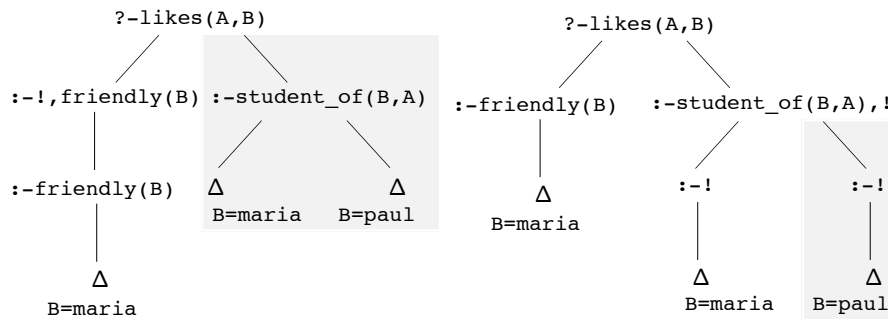 ?-likes(A,B)
:-!,friendly(B) :-student_of(B,A)
:-friendly(B)
Δ
B=maria
Δ
B=paul
Δ
B=maria
?-likes(A,B)
:-friendly(B) :-student_of(B,A),!
Δ
B=maria
:-! :-!
Δ
B=maria
Δ
B=paul